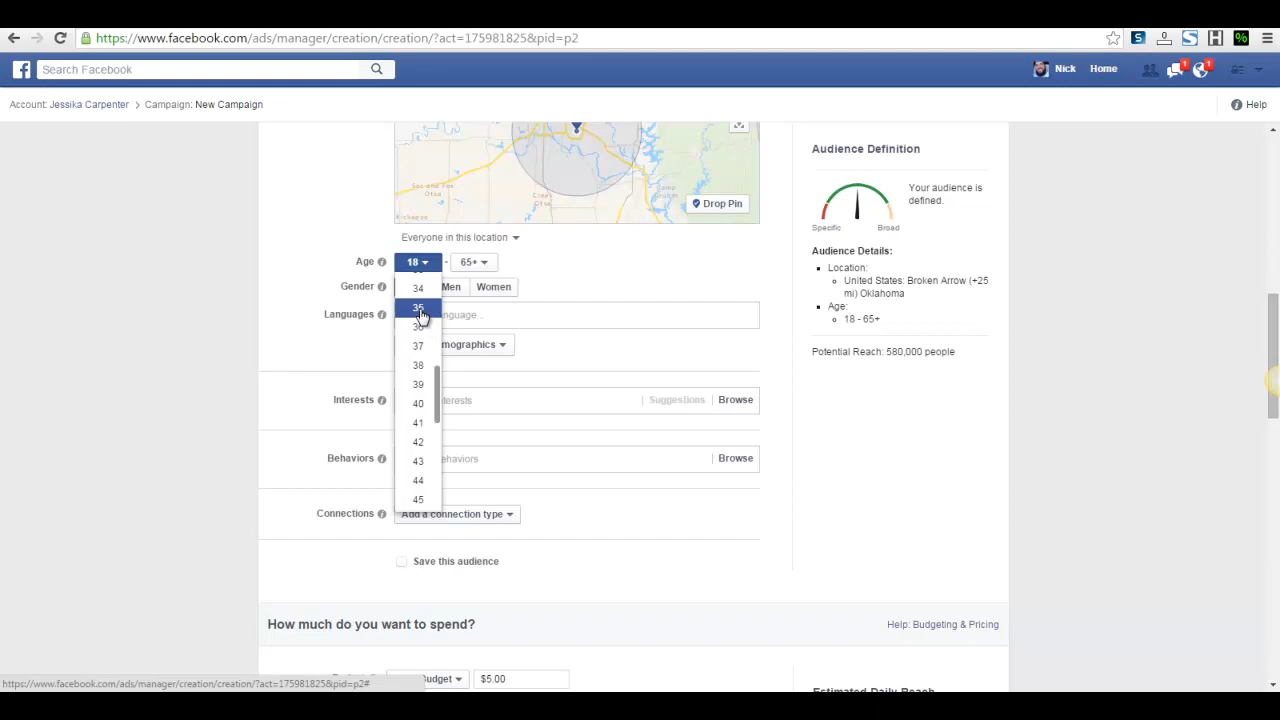 https://www.facebook.com/ads/manager/creation/creation/?act=175981825&pid=p2
Search Facebook
Nick Home
1
1
Account: Jessika Carpenter > Campaign: New Campaign
Help
Drop Pin
Everyone in this location
Age
18 - 65+
Gender
Men Women
Languages
nguage...
mographics
34
35
36
37
38
39
40
41
42
43
44
45
Interests
terests
Suggestions | Browse
Behaviors
ehaviors
Browse
Connections
Add a connection type
Save this audience
Audience Definition
Your audience is
defined.
Specific Broad
Audience Details:
Location:
United States: Broken Arrow (+25
mi) Oklahoma
Age:
18 - 65+
Potential Reach: 580,000 people
How much do you want to spend?
Help: Budgeting & Pricing
Budget
$5.00
Estimated Daily Reach
https://www.facebook.com/ads/manager/creation/creation/?act=175981825&pid=p2#